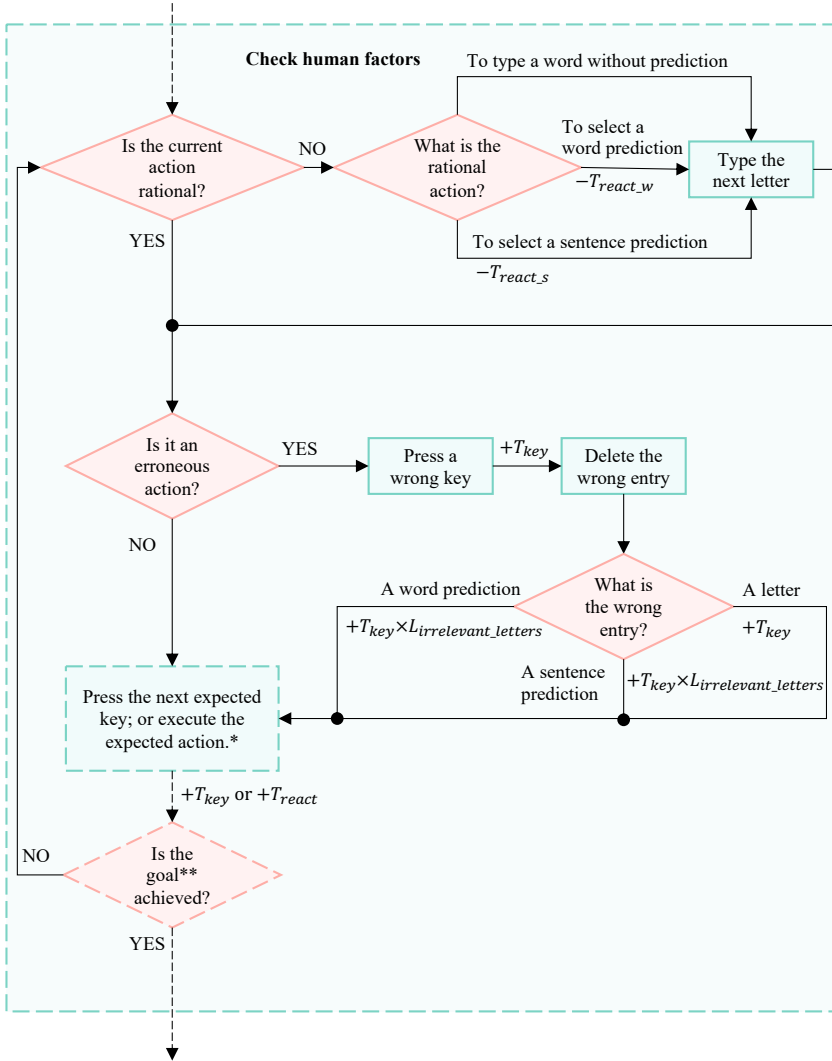 Check human factors
To type a word without prediction
Is the current
action
rational?
NO
What is the
rational
action?
To select a
word prediction
−T_react_w
Type the
next letter
YES
To select a sentence prediction
−T_react_s
Is it an
erroneous
action?
YES
Press a
wrong key
+T_key
Delete the
wrong entry
NO
What is
the wrong
entry?
A word prediction
+T_key×L_irrelevant_letters
A letter
+T_key
A sentence
prediction
+T_key×L_irrelevant_letters
Press the next expected
key; or execute the
expected action.*
+T_key or +T_react
NO
Is the
goal**
achieved?
YES